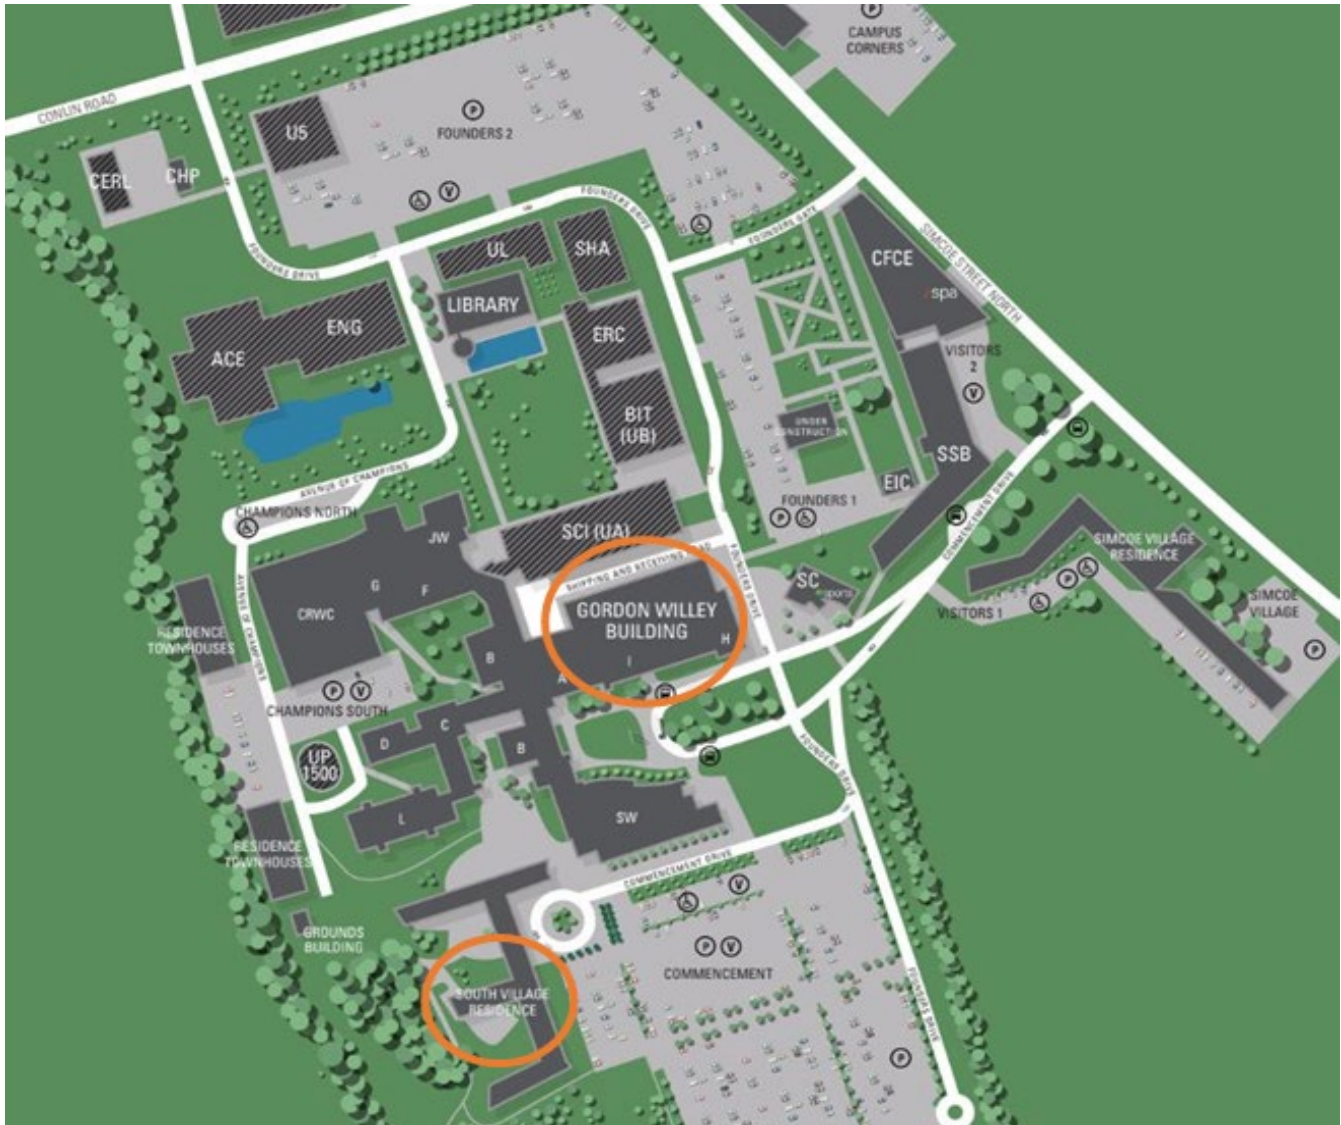 CAMPUS
CORNERS
P
CONLIN ROAD
U5
P
FOUNDERS 2
CERL
CHP
V
FOUNDERS DRIVE
FOUNDERS DRIVE
FOUNDERS GATE
SIMCOE STREET NORTH
UL
SHA
CFCE
spa
LIBRARY
ENG
ACE
ERC
VISITORS
2
V
BIT
(UB)
UNDER
CONSTRUCTION
SSB
EIC
AVENUE OF CHAMPIONS
CHAMPIONS NORTH
FOUNDERS 1
P
JW
SCI (UA)
SHIPPING AND RECEIVING ROAD
FOUNDERS DRIVE
COMMENCEMENT DRIVE
SIMCOE VILLAGE
RESIDENCE
P
SC
esports
VISITORS 1
SIMCOE
VILLAGE
P
AVENUE OF CHAMPIONS
G
F
CRWC
GORDON WILLEY
BUILDING
H
I
A
B
RESIDENCE
TOWNHOUSES
P V
CHAMPIONS SOUTH
C
D
B
UP
1500
FOUNDERS DRIVE
L
SW
RESIDENCE
TOWNHOUSES
COMMENCEMENT DRIVE
V
GROUNDS
BUILDING
P V
COMMENCEMENT
SOUTH VILLAGE
RESIDENCE
FOUNDERS DRIVE
P